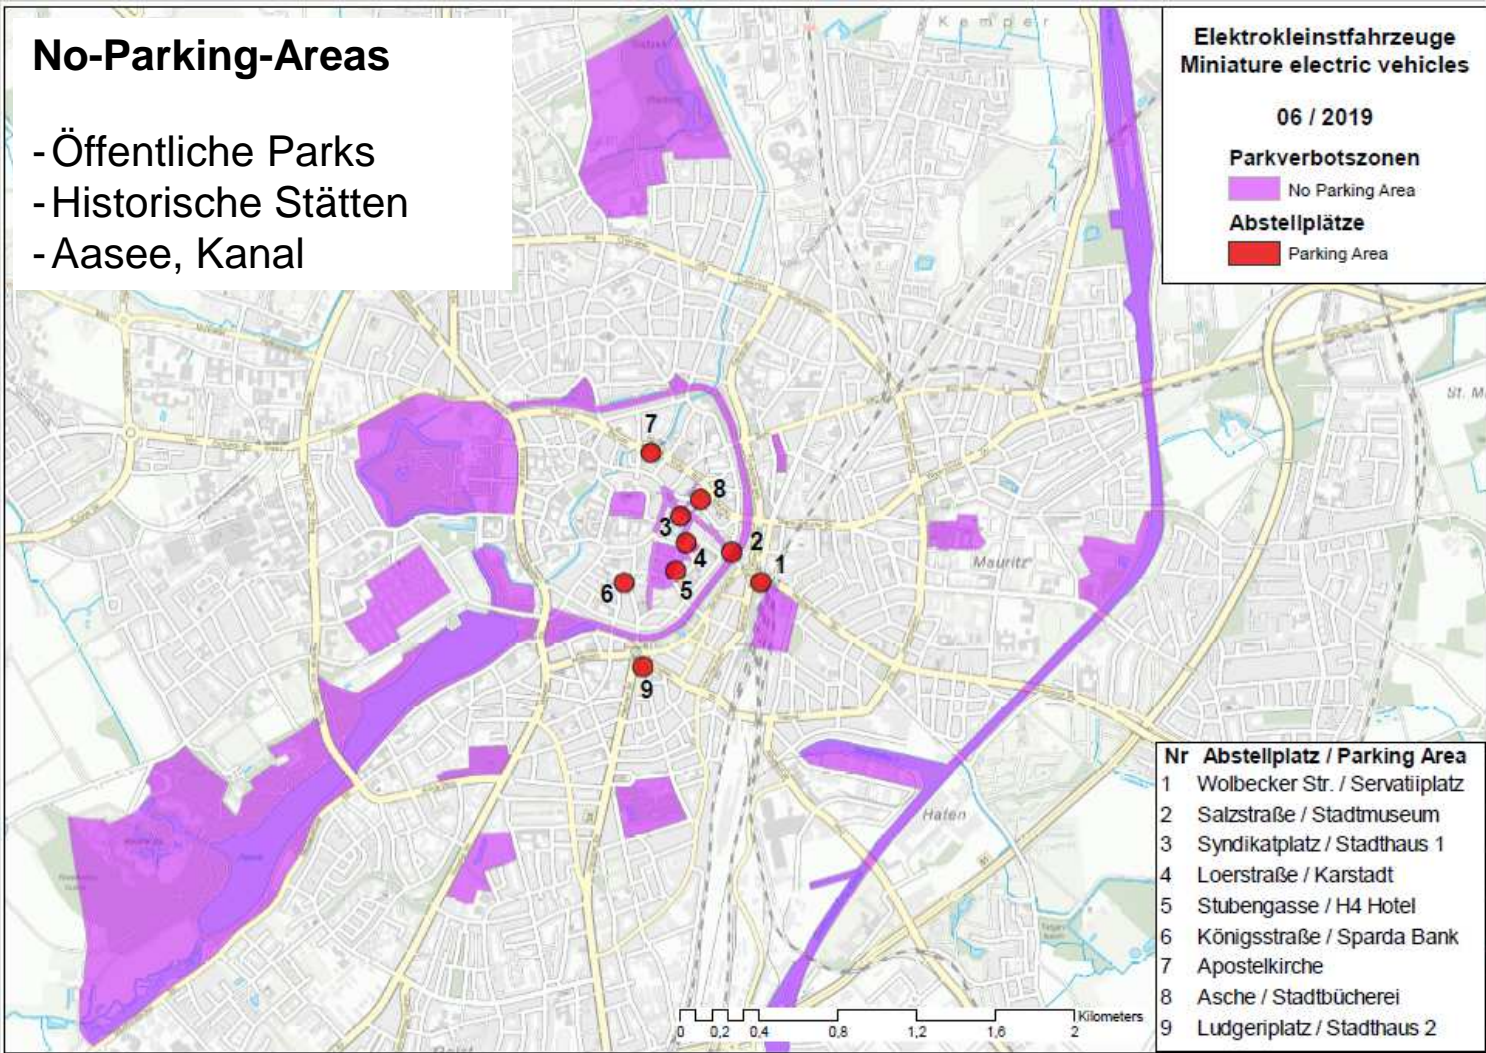 No-Parking-Areas
- Öffentliche Parks
- Historische Stätten
- Aasee, Kanal
Elektrokleinstfahrzeuge
Miniature electric vehicles
06 / 2019
Parkverbotszonen
No Parking Area
Abstellplätze
Parking Area
Kemper
St. M
7
8
3
2
4
1
5
6
Mauritz
9
Hafen
Nr Abstellplatz / Parking Area
1 Wolbecker Str. / Servatiiplatz
2 Salzstraße / Stadtmuseum
3 Syndikatplatz / Stadthaus 1
4 Loerstraße / Karstadt
5 Stubengasse / H4 Hotel
6 Königsstraße / Sparda Bank
7 Apostelkirche
8 Asche / Stadtbücherei
9 Ludgeriplatz / Stadthaus 2
Kilometers
0 0,2 0,4 0,8 1,2 1,6 2